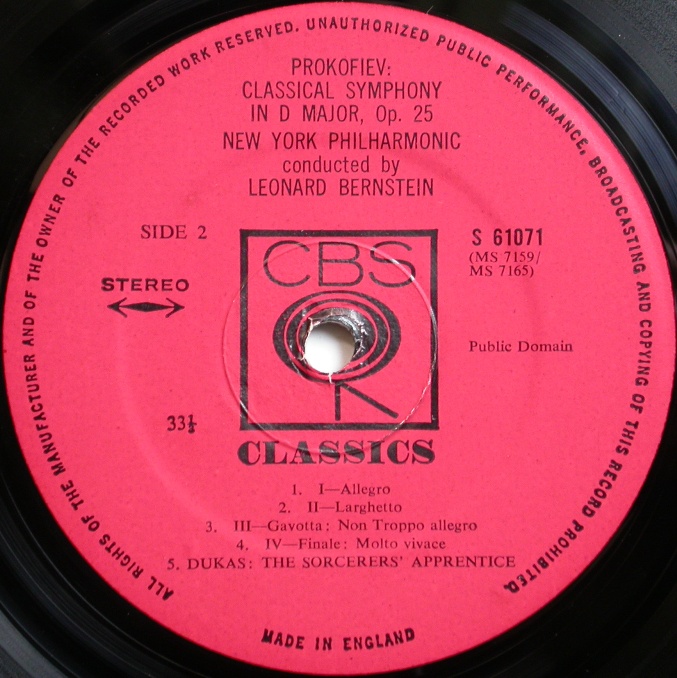 ALL RIGHTS OF THE MANUFACTURER AND OF THE OWNER OF THE RECORDED WORK RESERVED. UNAUTHORIZED PUBLIC PERFORMANCE, BROADCASTING AND COPYING OF THIS RECORD PROHIBITED.
PROKOFIEV:
CLASSICAL SYMPHONY
IN D MAJOR, Op. 25
NEW YORK PHILHARMONIC
conducted by
LEONARD BERNSTEIN
SIDE 2
STEREO
33⅓
CBS
CLASSICS
S 61071
(MS 7159/
MS 7165)
Public Domain
1. I—Allegro
2. II—Larghetto
3. III—Gavotta; Non Troppo allegro
4. IV—Finale: Molto vivace
5. DUKAS: THE SORCERERS' APPRENTICE
MADE IN ENGLAND